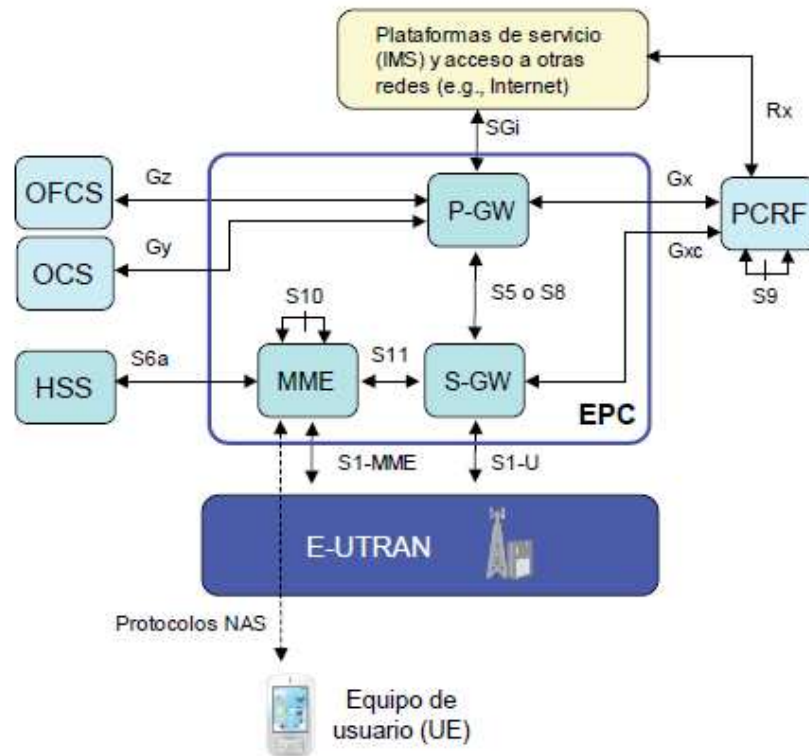 Plataformas de servicio
(IMS) y acceso a otras
redes (e.g., Internet)
Rx
SGi
OFCS
Gz
P-GW
Gx
PCRF
Gy
Gxc
OCS
S5 o S8
S9
S10
S6a
HSS
MME
S11
S-GW
EPC
S1-MME
S1-U
E-UTRAN
Protocolos NAS
Equipo de
usuario (UE)